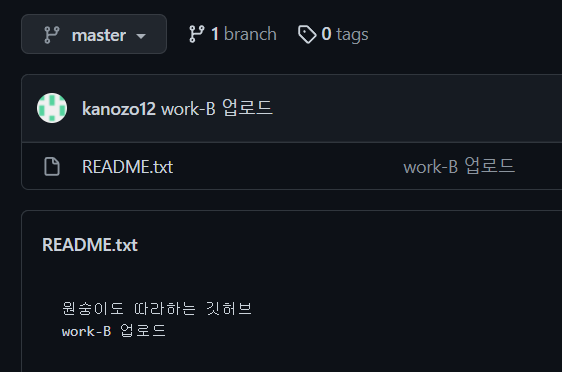 master
1 branch
0 tags
kanozo12 work-B 업로드
README.txt work-B 업로드
README.txt
원숭이도 따라하는 깃허브
work-B 업로드